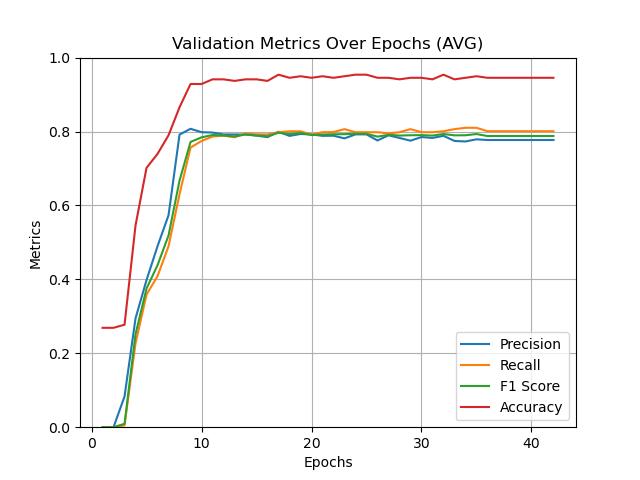 Validation Metrics Over Epochs (AVG)
1.0
0.8
0.6
0.4
0.2
0.0
Metrics
0 10 20 30 40
Epochs
Precision
Recall
F1 Score
Accuracy